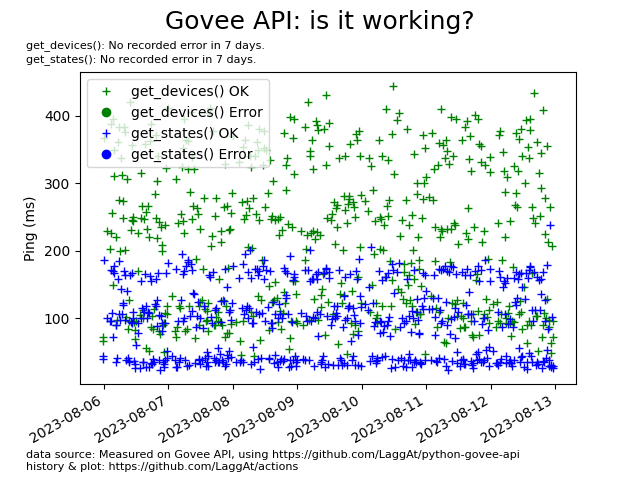 Govee API: is it working?
get_devices(): No recorded error in 7 days.
get_states(): No recorded error in 7 days.
get_devices() OK
get_devices() Error
get_states() OK
get_states() Error
Ping (ms)
400
300
200
100
2023-08-06
2023-08-07
2023-08-08
2023-08-09
2023-08-10
2023-08-11
2023-08-12
2023-08-13
data source: Measured on Govee API, using https://github.com/LaggAt/python-govee-api
history & plot: https://github.com/LaggAt/actions